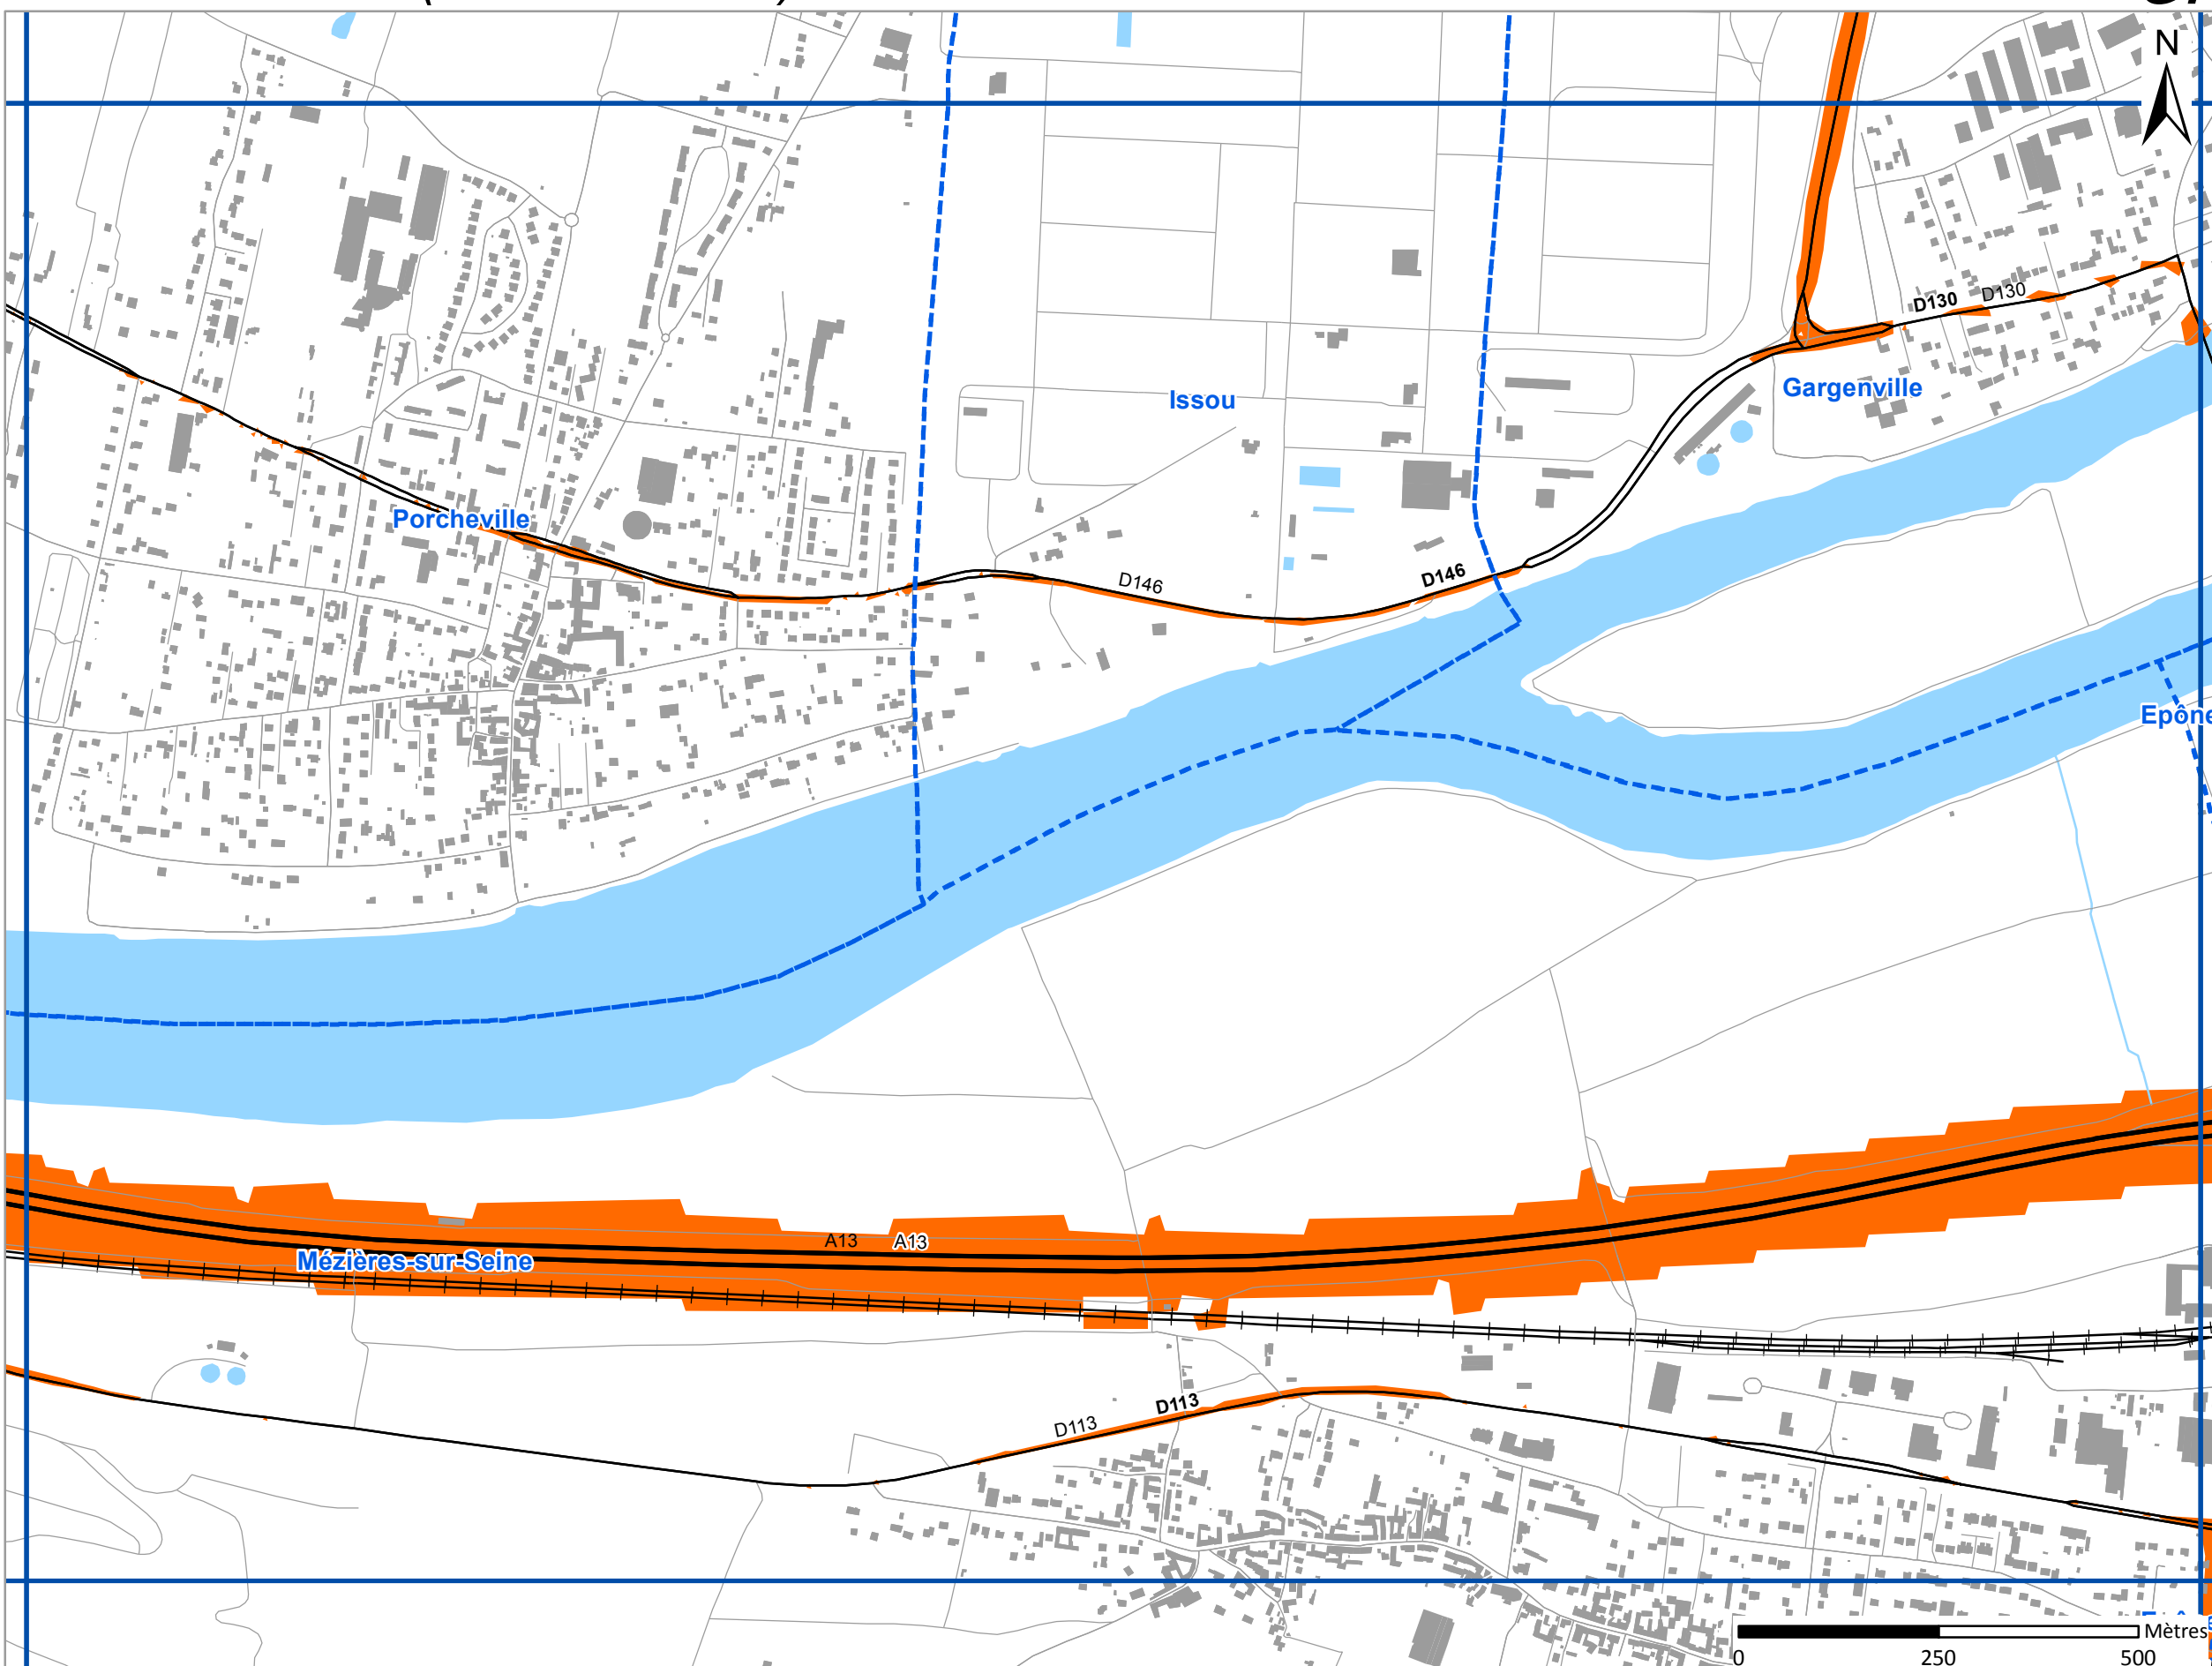 N
D130
D130
Gargenville
Issou
Porcheville
D146
D146
Epône
A13
A13
Mézières-sur-Seine
D113
D113
Mètres
0 250 500